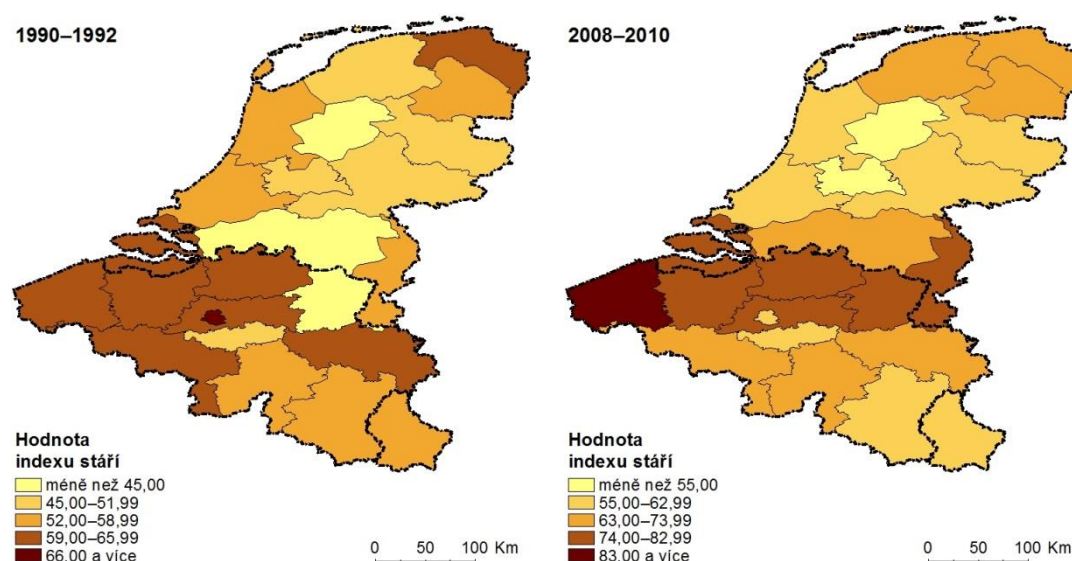 1990–1992
Hodnota
indexu stáří
méně než 45,00
45,00–51,99
52,00–58,99
59,00–65,99
66,00 a více
0 50 100 Km
2008–2010
Hodnota
indexu stáří
méně než 55,00
55,00–62,99
63,00–73,99
74,00–82,99
83,00 a více
0 50 100 Km